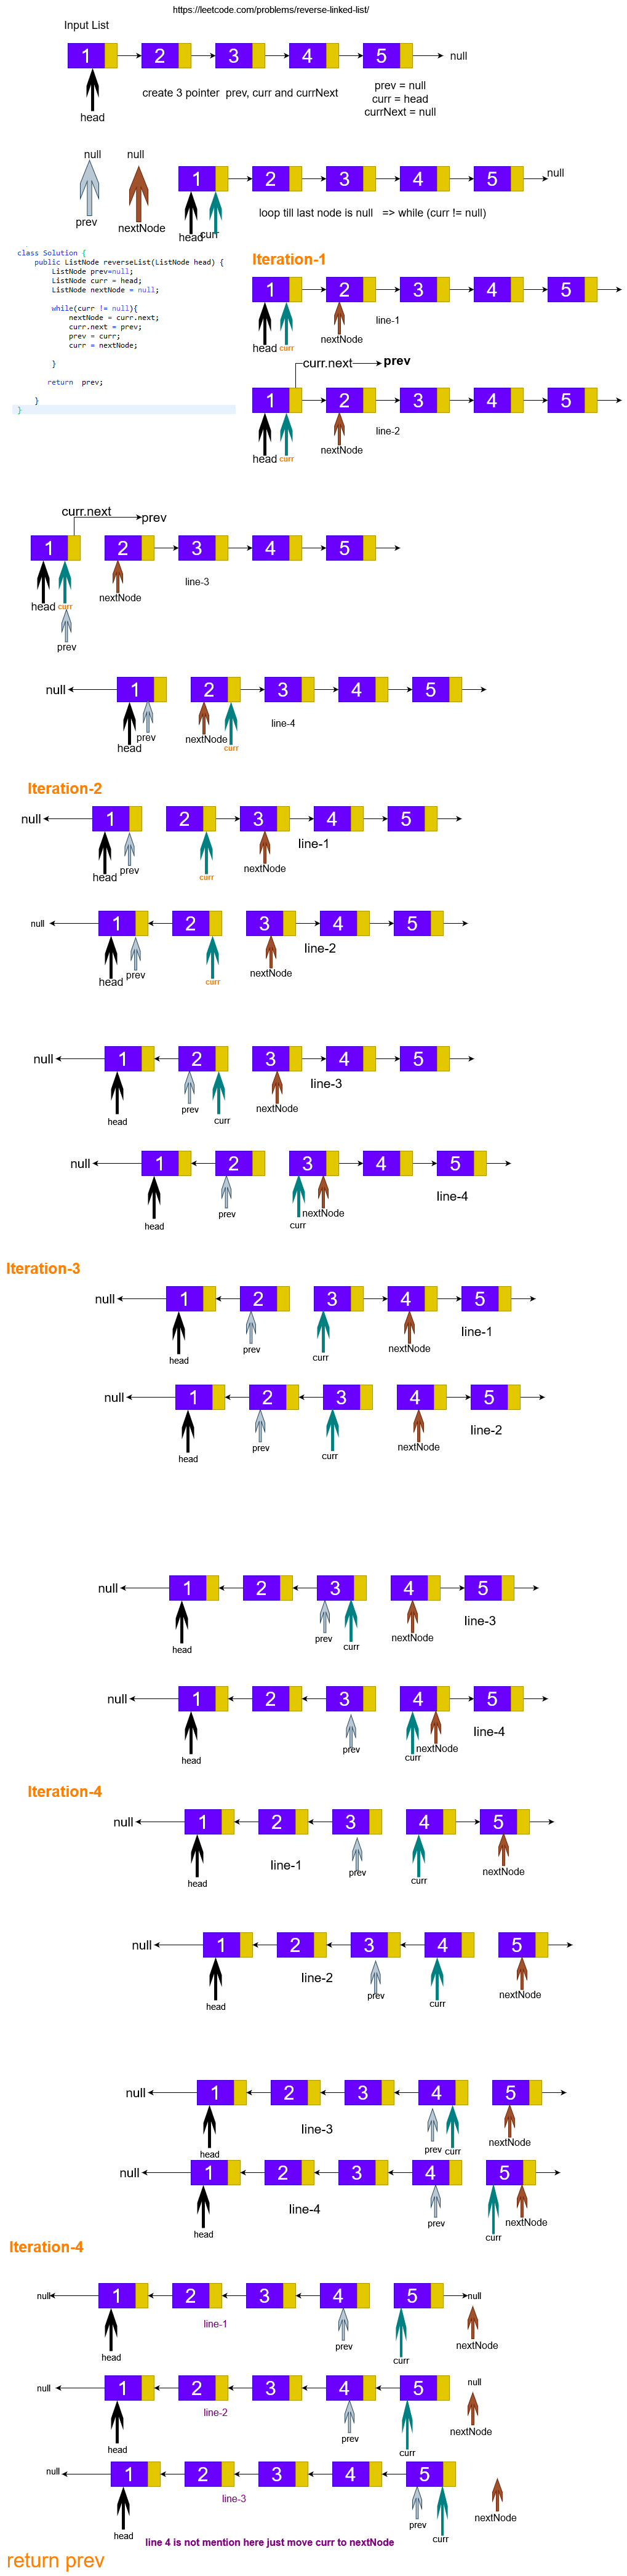 https://leetcode.com/problems/reverse-linked-list/
Input List
1 2 3 4 5 null
head
create 3 pointer prev, curr and currNext
prev = null
curr = head
currNext = null
null null
prev nextNode
1 2 3 4 5 null
head curr
loop till last node is null => while (curr != null)
class Solution {
public ListNode reverseList(ListNode head) {
ListNode prev=null;
ListNode curr = head;
ListNode nextNode = null;
while(curr != null){
nextNode = curr.next;
curr.next = prev;
prev = curr;
curr = nextNode;
}
return prev;
}
}
Iteration-1
1 2 3 4 5
head curr nextNode line-1
curr.next prev
1 2 3 4 5
head curr nextNode line-2
curr.next prev
1 2 3 4 5
head curr nextNode line-3
prev
null 1 2 3 4 5
head prev nextNode curr line-4
Iteration-2
null 1 2 3 4 5
head prev curr nextNode line-1
null 1 2 3 4 5
head prev curr nextNode line-2
null 1 2 3 4 5
head prev curr nextNode line-3
null 1 2 3 4 5
head prev curr nextNode line-4
Iteration-3
null 1 2 3 4 5
head prev curr nextNode line-1
null 1 2 3 4 5
head prev curr nextNode line-2
null 1 2 3 4 5
head prev curr nextNode line-3
null 1 2 3 4 5
head prev curr nextNode line-4
Iteration-4
null 1 2 3 4 5
head line-1 prev curr nextNode
null 1 2 3 4 5
head line-2 prev curr nextNode
null 1 2 3 4 5
head line-3 prev curr nextNode
null 1 2 3 4 5
head line-4 prev curr nextNode
Iteration-4
null 1 2 3 4 5 null
head line-1 prev curr nextNode
null 1 2 3 4 5 null
head line-2 prev curr nextNode
null 1 2 3 4 5
head line-3 prev curr nextNode
line 4 is not mention here just move curr to nextNode
return prev